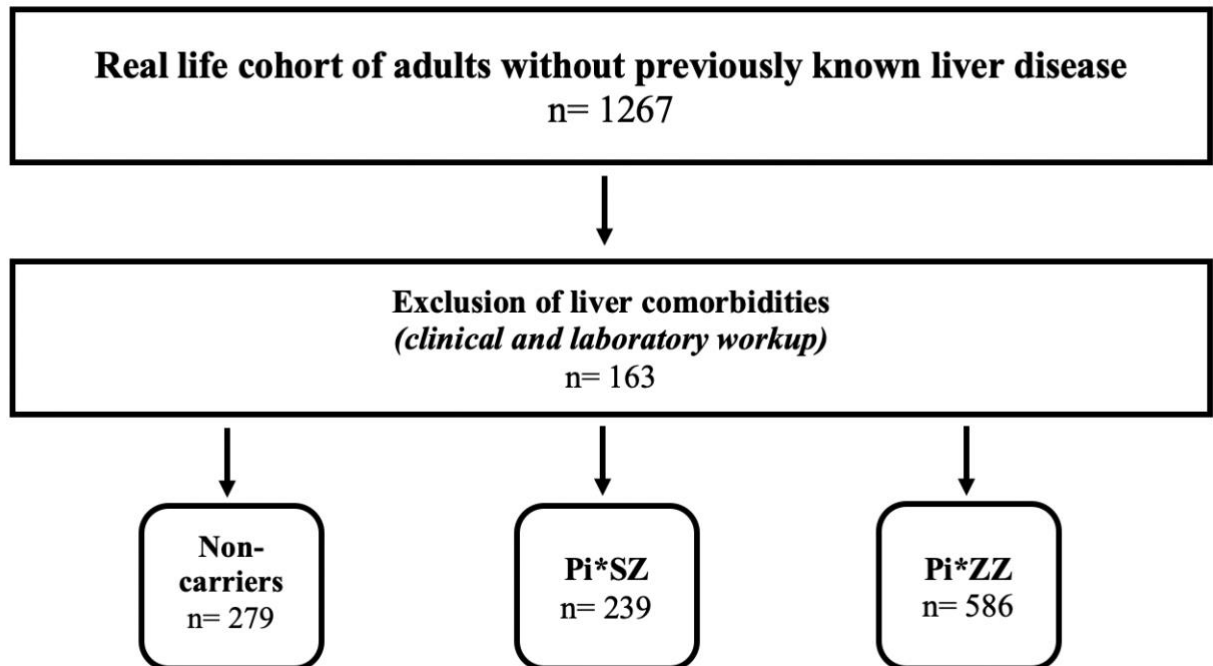 Real life cohort of adults without previously known liver disease
n= 1267
Exclusion of liver comorbidities
(clinical and laboratory workup)
n= 163
Non-
carriers
n= 279
Pi*SZ
n= 239
Pi*ZZ
n= 586